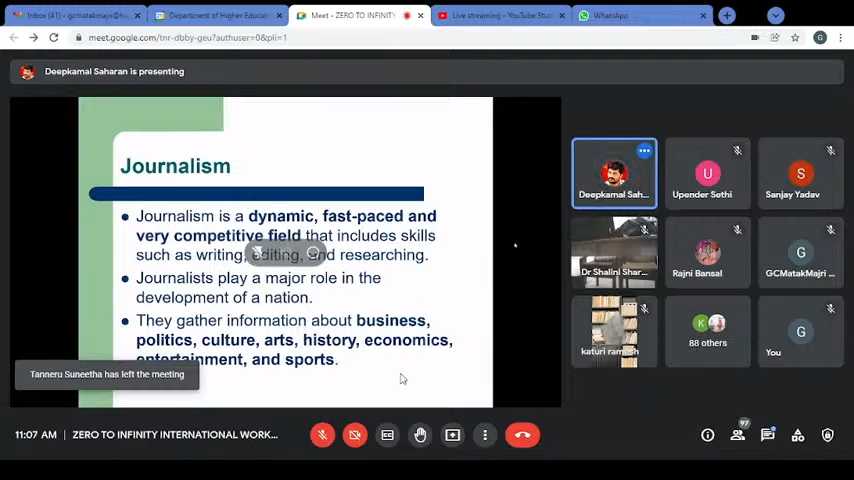 Inbox (41) - gcmatakmajri@h
Department of Higher Educat
Meet - ZERO TO INFINITY
Live streaming - YouTube Stud
WhatsApp
meet.google.com/tnr-dbby-geu?authuser=0&pli=1
G
Deepkamal Saharan is presenting
Journalism
Journalism is a dynamic, fast-paced and
very competitive field that includes skills
such as writing, editing, and researching.
Journalists play a major role in the
development of a nation.
They gather information about business,
politics, culture, arts, history, economics,
entertainment, and sports.
Tanneru Suneetha has left the meeting
Deepkamal Sah...
U
Upender Sethi
S
Sanjay Yadav
Dr Shalini Shar...
Rajni Bansal
G
GCMatakMajri ...
katuri ramesh
K
88 others
G
You
11:07 AM | ZERO TO INFINITY INTERNATIONAL WORK...
97